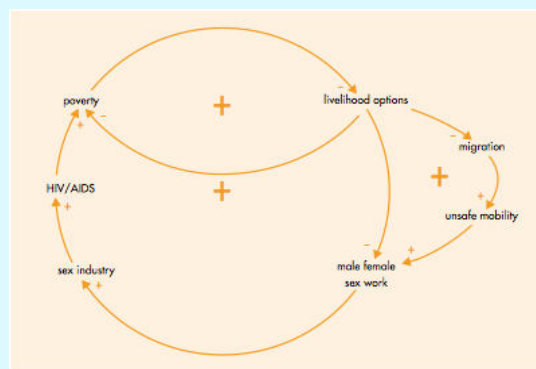 +
poverty
−
livelihood options
−
+
−
migration
HIV/AIDS
+
+
+
+
unsafe mobility
sex industry
+
−
male female
sex work
+